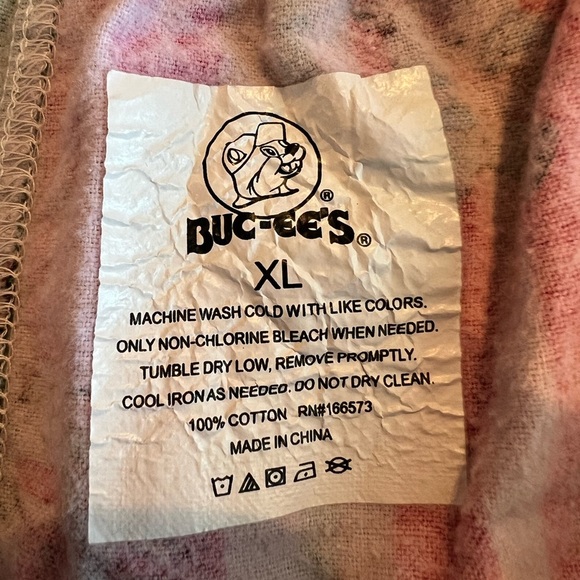 ®
BUC-EE'S®
XL
MACHINE WASH COLD WITH LIKE COLORS.
ONLY NON-CHLORINE BLEACH WHEN NEEDED.
TUMBLE DRY LOW, REMOVE PROMPTLY.
COOL IRON AS NEEDED. DO NOT DRY CLEAN.
100% COTTON RN#166573
MADE IN CHINA